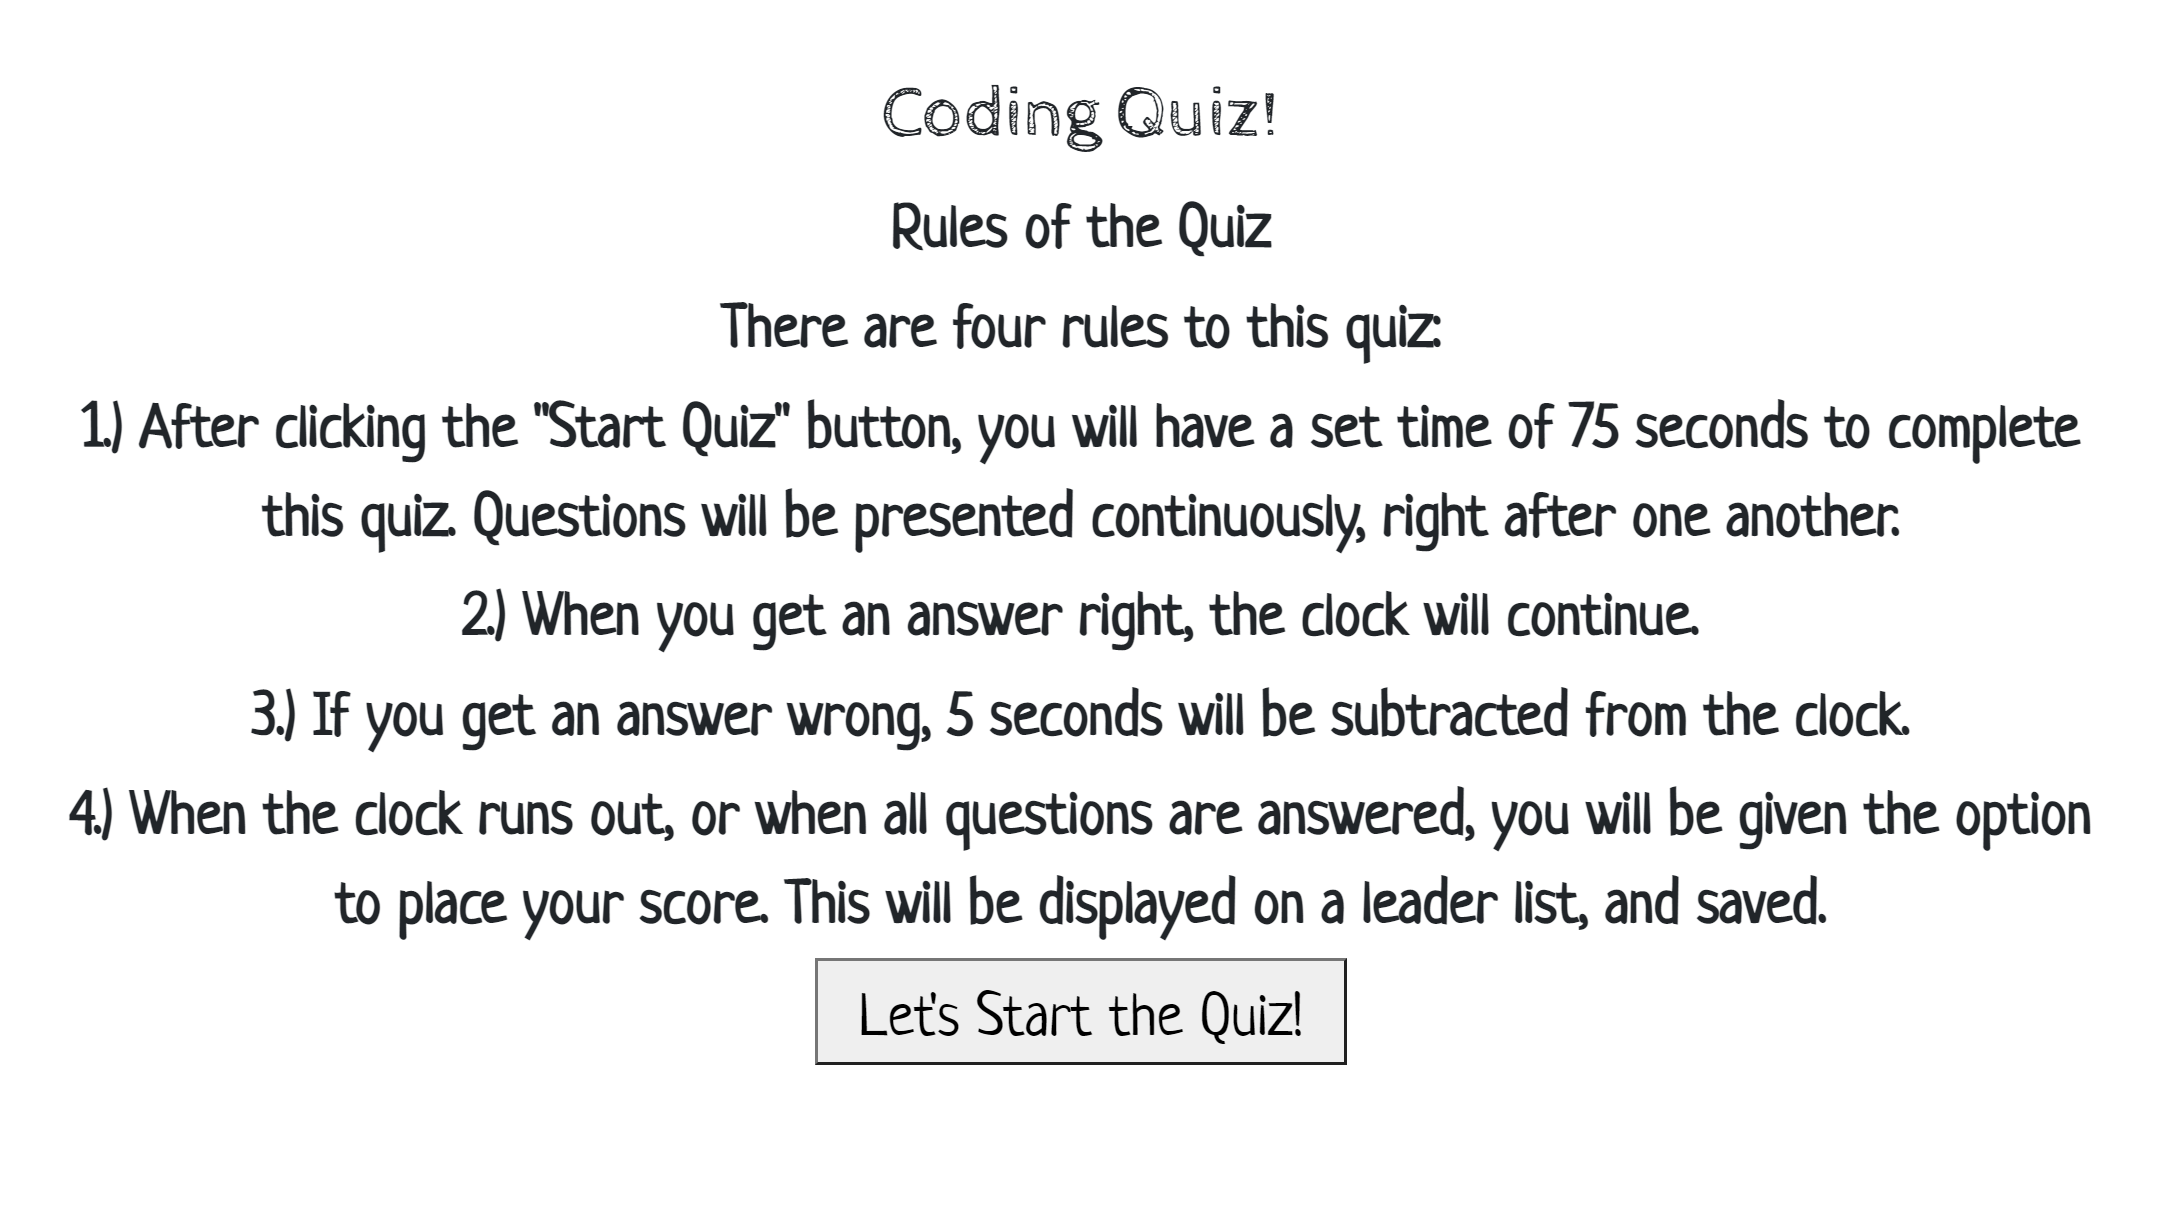 Coding Quiz!
Rules of the Quiz
There are four rules to this quiz:
1.) After clicking the "Start Quiz" button, you will have a set time of 75 seconds to complete
this quiz. Questions will be presented continuously, right after one another.
2.) When you get an answer right, the clock will continue.
3.) If you get an answer wrong, 5 seconds will be subtracted from the clock.
4.) When the clock runs out, or when all questions are answered, you will be given the option
to place your score. This will be displayed on a leader list, and saved.
Let's Start the Quiz!